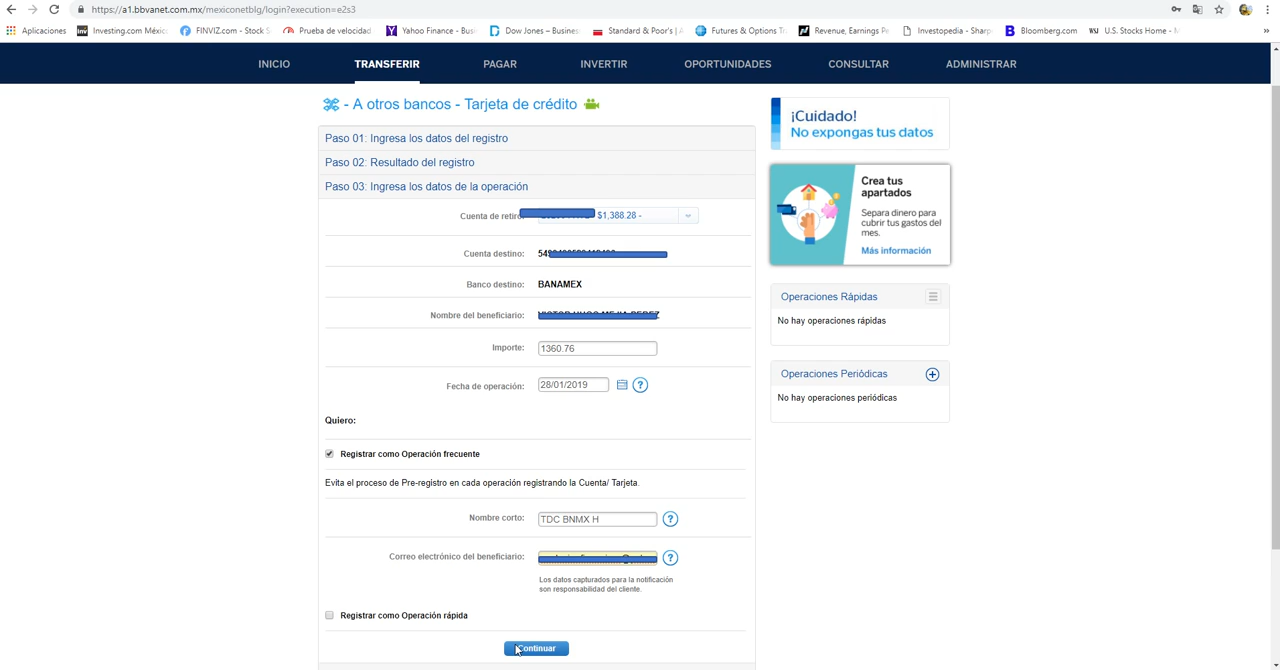 https://a1.bbvanet.com.mx/mexiconetblg/login?execution=e2s3
Aplicaciones Investing.com Méxic FINVIZ.com - Stock S Prueba de velocidad Yahoo Finance - Busi Dow Jones – Business Standard & Poor's | A Futures & Options Tr Revenue, Earnings Pe Investopedia - Sharp Bloomberg.com U.S. Stocks Home - M »
INICIO TRANSFERIR PAGAR INVERTIR OPORTUNIDADES CONSULTAR ADMINISTRAR
- A otros bancos - Tarjeta de crédito
Paso 01: Ingresa los datos del registro
Paso 02: Resultado del registro
Paso 03: Ingresa los datos de la operación
Cuenta de retiro: $1,388.28 -
Cuenta destino:
Banco destino: BANAMEX
Nombre del beneficiario:
Importe: 1360.76
Fecha de operación: 28/01/2019 ?
Quiero:
Registrar como Operación frecuente
Evita el proceso de Pre-registro en cada operación registrando la Cuenta/ Tarjeta.
Nombre corto: TDC BNMX H ?
Correo electrónico del beneficiario: ?
Los datos capturados para la notificación
son responsabilidad del cliente.
Registrar como Operación rápida
Continuar
¡Cuidado!
No expongas tus datos
Crea tus
apartados
Separa dinero para
cubrir tus gastos del
mes.
Más información
Operaciones Rápidas
No hay operaciones rápidas
Operaciones Periódicas
No hay operaciones periódicas